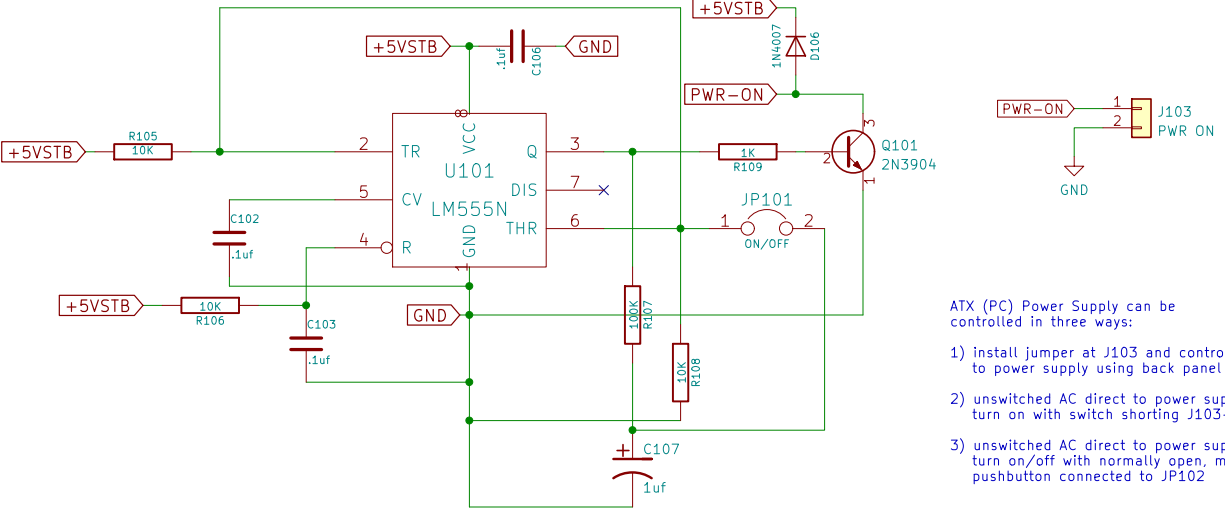 +5VSTB
+5VSTB
.1uf
C106
GND
1N4007
D106
PWR-ON
PWR-ON
1
2
J103
PWR ON
GND
+5VSTB
R105
10K
2
TR
8
VCC
U101
LM555N
Q
3
1K
R109
3
2
1
Q101
2N3904
5
CV
DIS
7
C102
.1uf
4
R
GND
1
THR
6
JP101
1
2
ON/OFF
+5VSTB
10K
R106
C103
.1uf
GND
100K
R107
10K
R108
+
C107
1uf
ATX (PC) Power Supply can be
controlled in three ways:
1) install jumper at J103 and contro
to power supply using back panel
2) unswitched AC direct to power sup
turn on with switch shorting J103-
3) unswitched AC direct to power sup
turn on/off with normally open, m
pushbutton connected to JP102